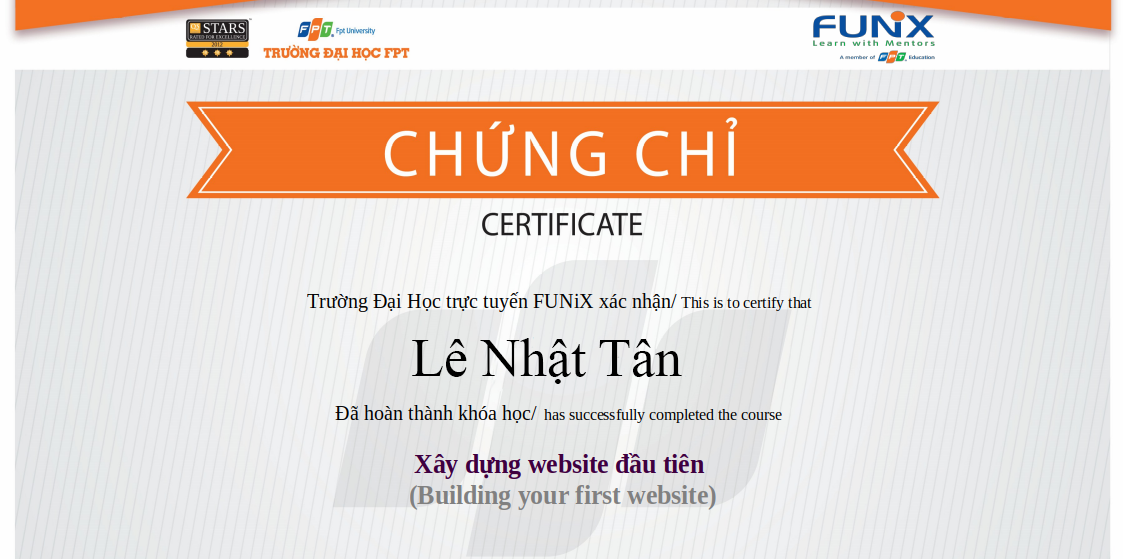 STARS
RATED FOR EXCELLENCE
2012
FPT Fpt University
TRƯỜNG ĐẠI HỌC FPT
FUNiX
Learn with Mentors
A member of FPT Education
CHỨNG CHỈ
CERTIFICATE
Trường Đại Học trực tuyến FUNiX xác nhận/ This is to certify that
Lê Nhật Tân
Đã hoàn thành khóa học/ has successfully completed the course
Xây dựng website đầu tiên
(Building your first website)